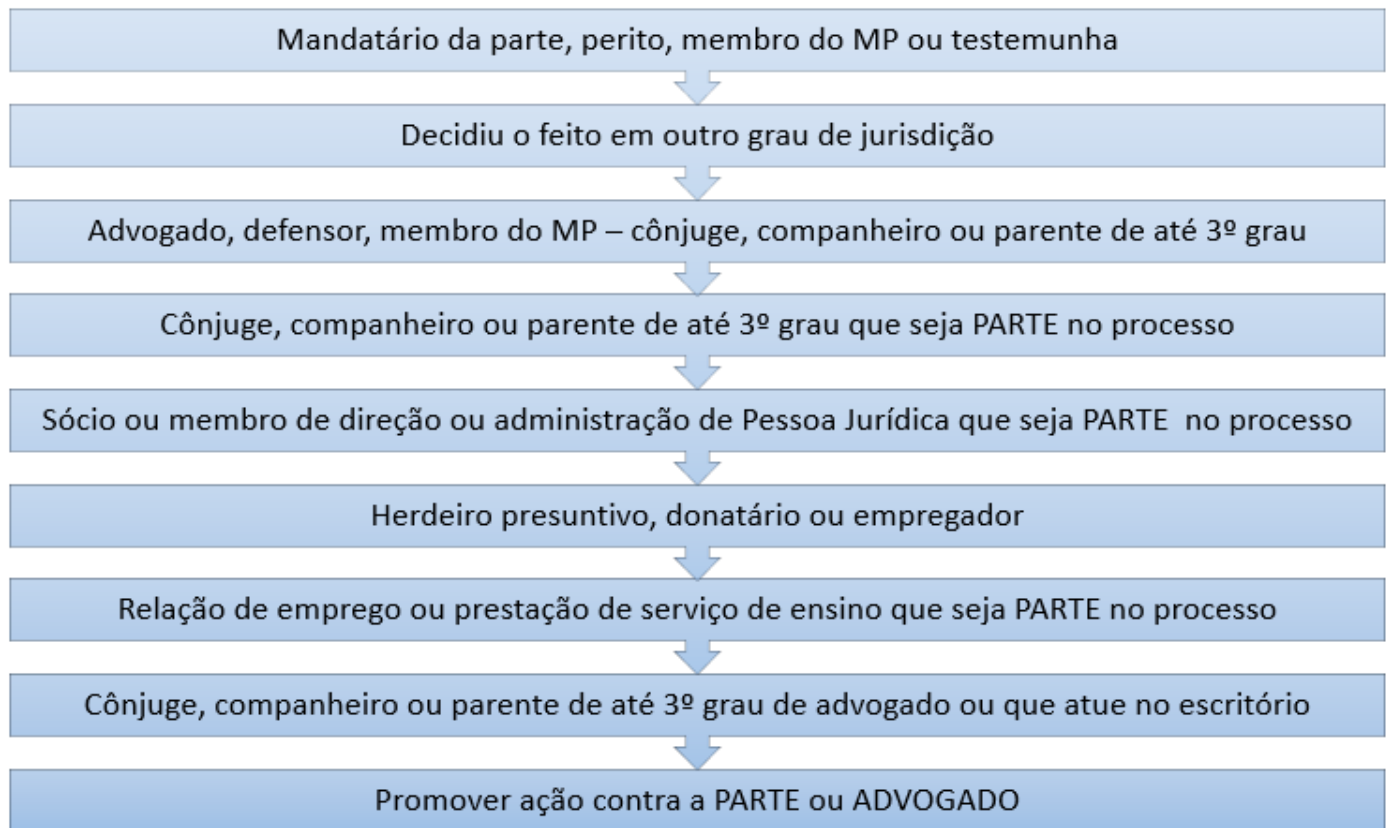 Mandatário da parte, perito, membro do MP ou testemunha
Decidiu o feito em outro grau de jurisdição
Advogado, defensor, membro do MP – cônjuge, companheiro ou parente de até 3º grau
Cônjuge, companheiro ou parente de até 3º grau que seja PARTE no processo
Sócio ou membro de direção ou administração de Pessoa Jurídica que seja PARTE no processo
Herdeiro presuntivo, donatário ou empregador
Relação de emprego ou prestação de serviço de ensino que seja PARTE no processo
Cônjuge, companheiro ou parente de até 3º grau de advogado ou que atue no escritório
Promover ação contra a PARTE ou ADVOGADO